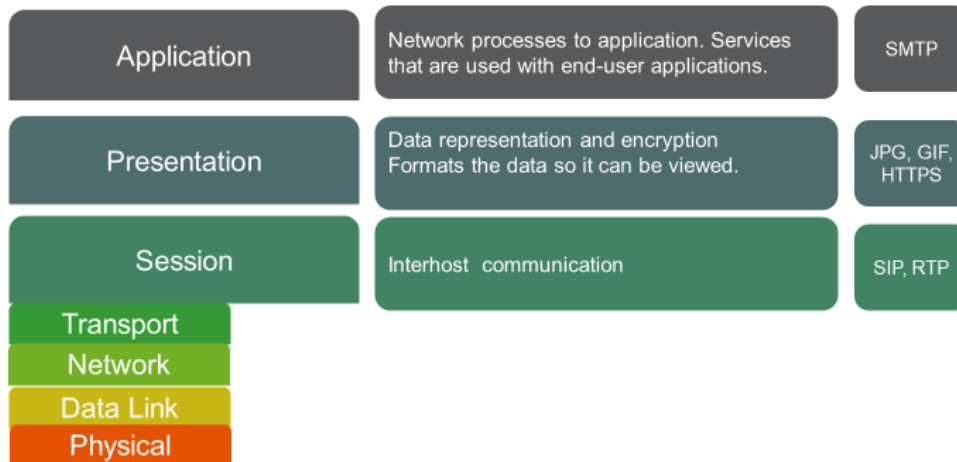 Application
Network processes to application. Services
that are used with end-user applications.
SMTP
Presentation
Data representation and encryption
Formats the data so it can be viewed.
JPG, GIF,
HTTPS
Session
Interhost communication
SIP, RTP
Transport
Network
Data Link
Physical